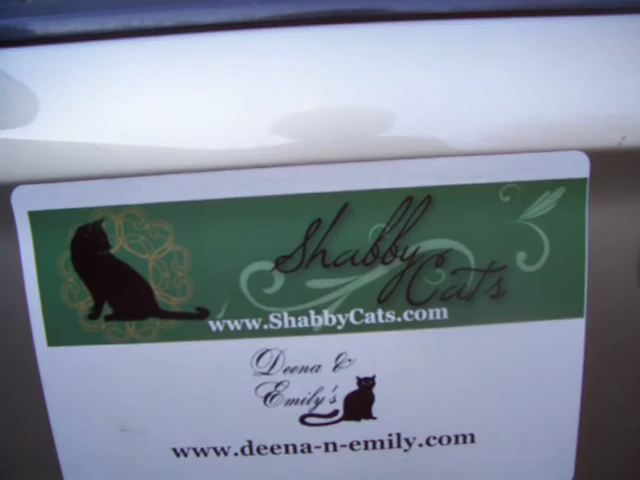 Shabby
Cats
www.ShabbyCats.com
Deena &
Emily's
www.deena-n-emily.com